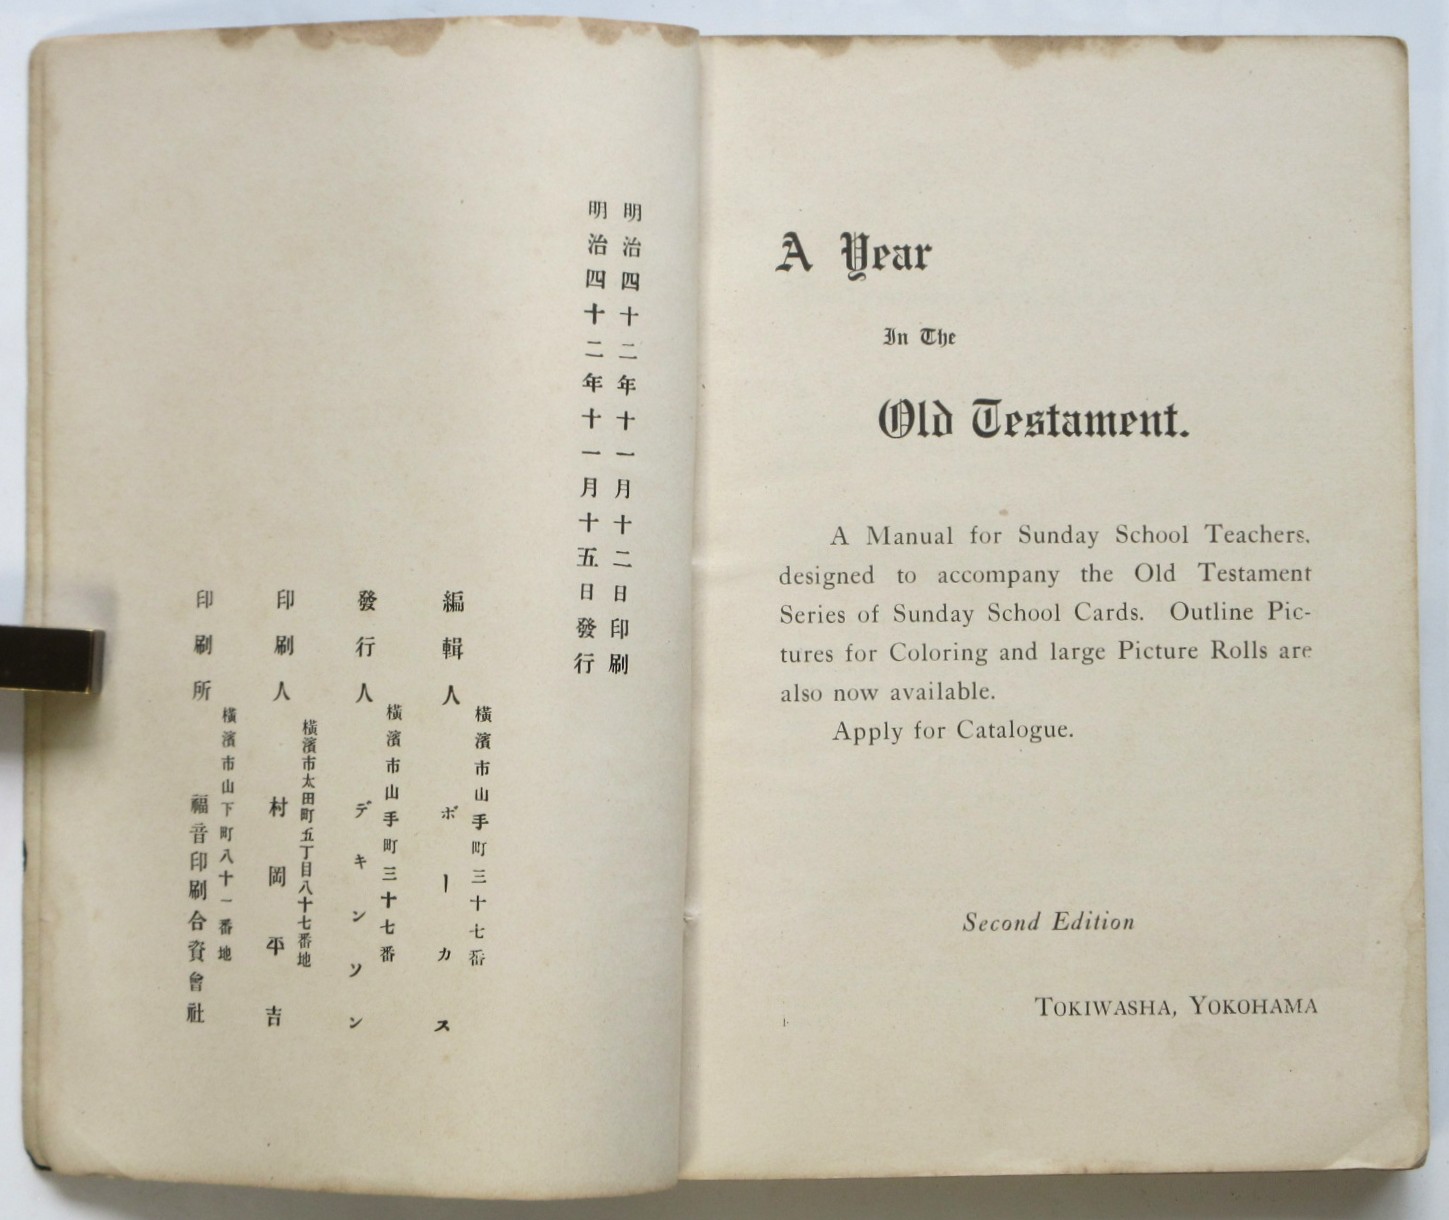 明治四十二年十一月十二日印刷
明治四十二年十一月十五日發行
編輯人
橫濱市山手町三十七番
ボーカス
發行人
橫濱市山手町三十七番
デキンソン
印刷人
橫濱市太田町五丁目八十七番地
村岡平吉
印刷所
橫濱市山下町八十一番地
福音印刷合資會社
A Year
In The
Old Testament.
A Manual for Sunday School Teachers,
designed to accompany the Old Testament
Series of Sunday School Cards. Outline Pic-
tures for Coloring and large Picture Rolls are
also now available.
Apply for Catalogue.
Second Edition
TOKIWASHA, YOKOHAMA